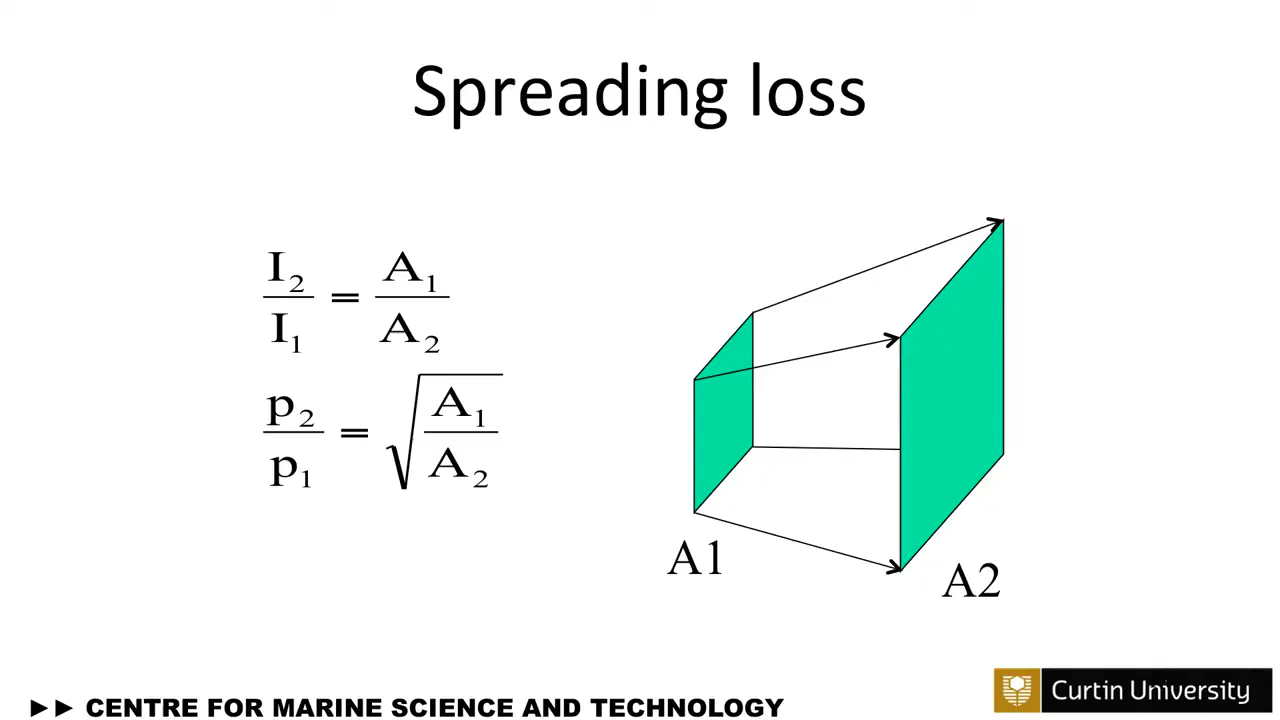 Spreading loss
I₂/I₁ = A₁/A₂
p₂/p₁ = √(A₁/A₂)
A1
A2
►► CENTRE FOR MARINE SCIENCE AND TECHNOLOGY
Curtin University